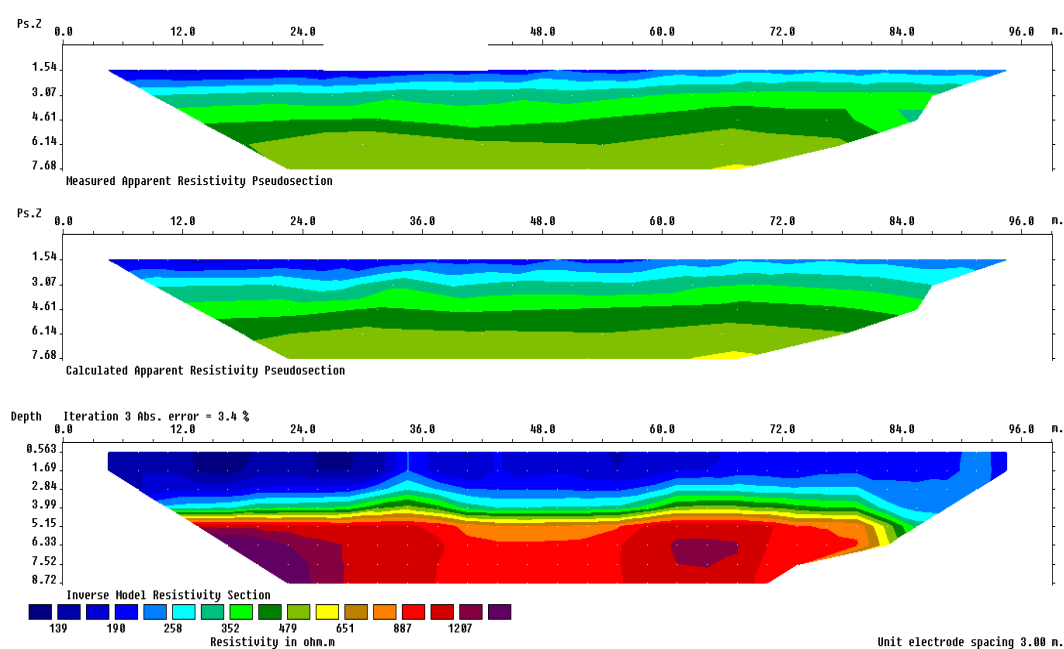 Ps.Z 0.0 12.0 24.0 48.0 60.0 72.0 84.0 96.0 m.
1.54
3.07
4.61
6.14
7.68
Measured Apparent Resistivity Pseudosection
Ps.Z 0.0 12.0 24.0 36.0 48.0 60.0 72.0 84.0 96.0 m.
1.54
3.07
4.61
6.14
7.68
Calculated Apparent Resistivity Pseudosection
Depth Iteration 3 Abs. error = 3.4 %
0.0 12.0 24.0 36.0 48.0 60.0 72.0 84.0 96.0 m.
0.563
1.69
2.84
3.99
5.15
6.33
7.52
8.72
Inverse Model Resistivity Section
139 190 258 352 479 651 887 1207
Resistivity in ohm.m
Unit electrode spacing 3.00 m.